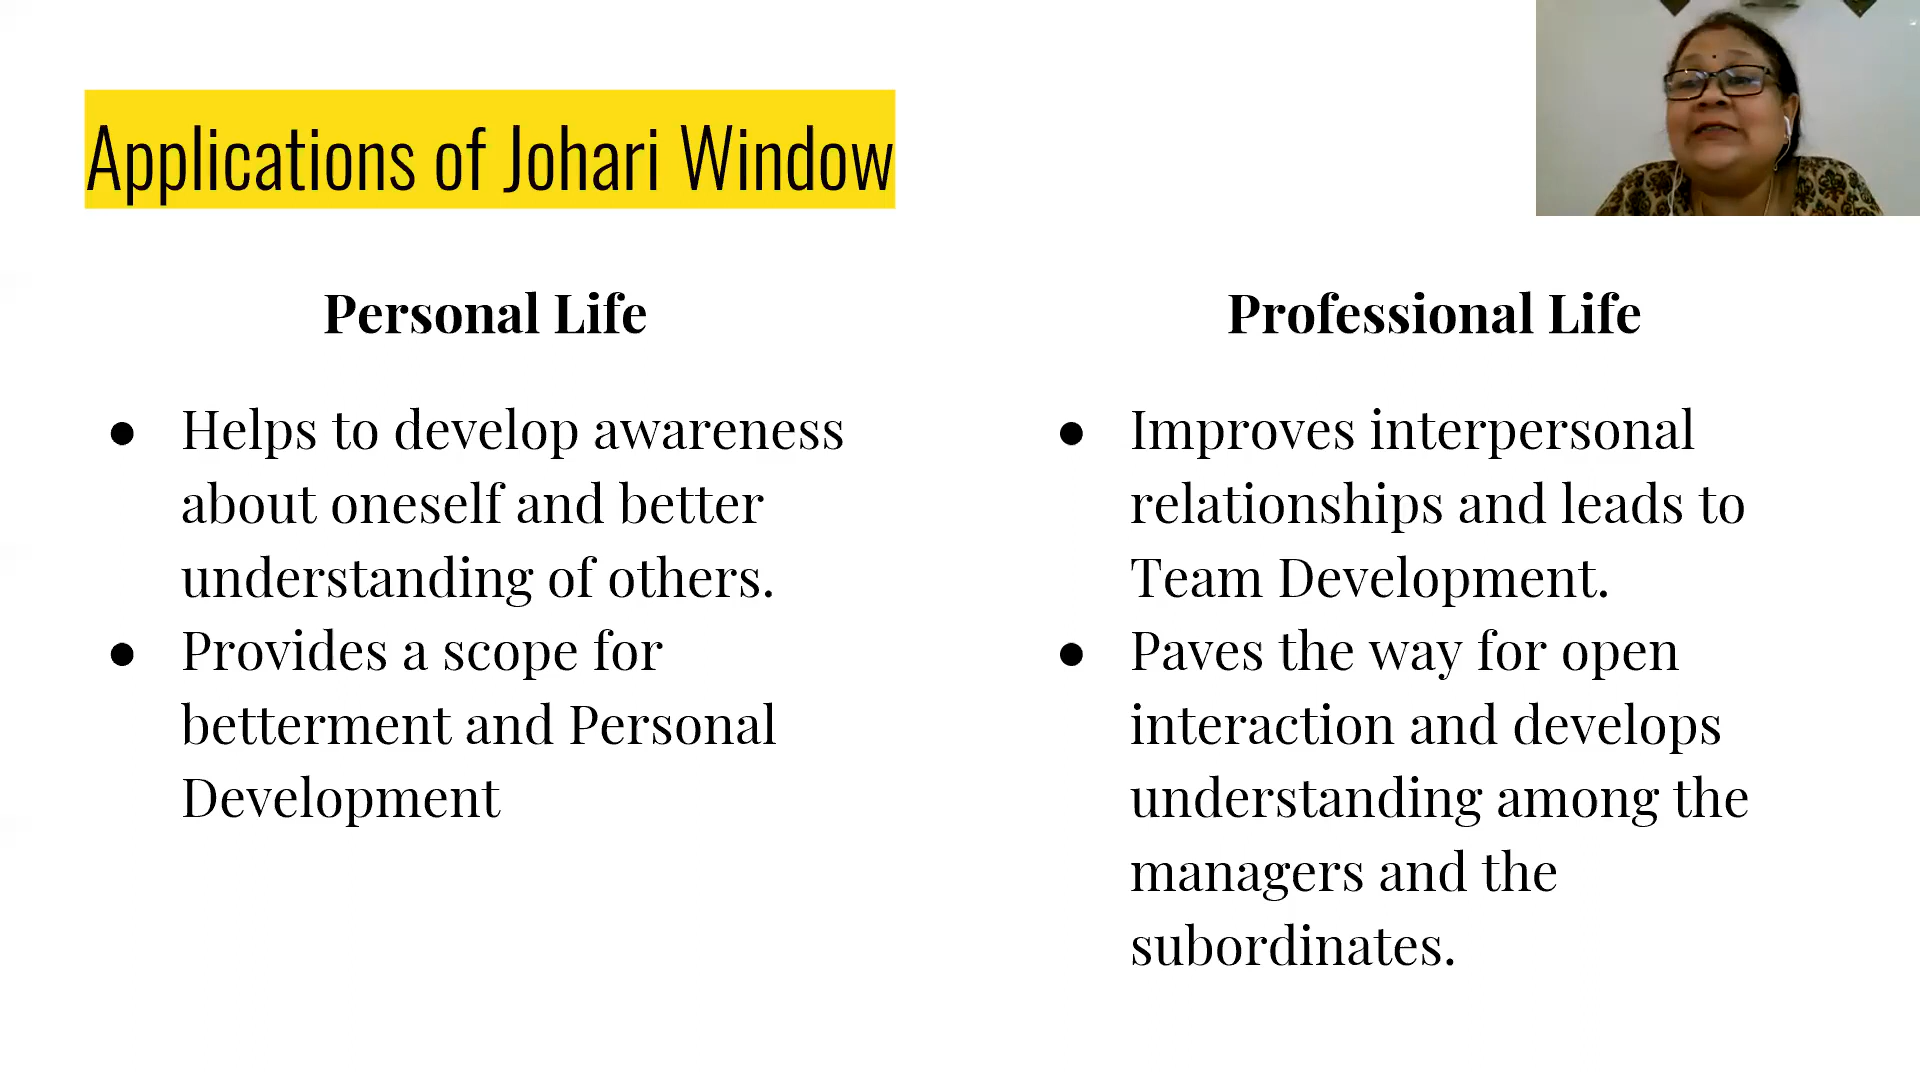 Applications of Johari Window
Personal Life
Helps to develop awareness
about oneself and better
understanding of others.
Provides a scope for
betterment and Personal
Development
Professional Life
Improves interpersonal
relationships and leads to
Team Development.
Paves the way for open
interaction and develops
understanding among the
managers and the
subordinates.